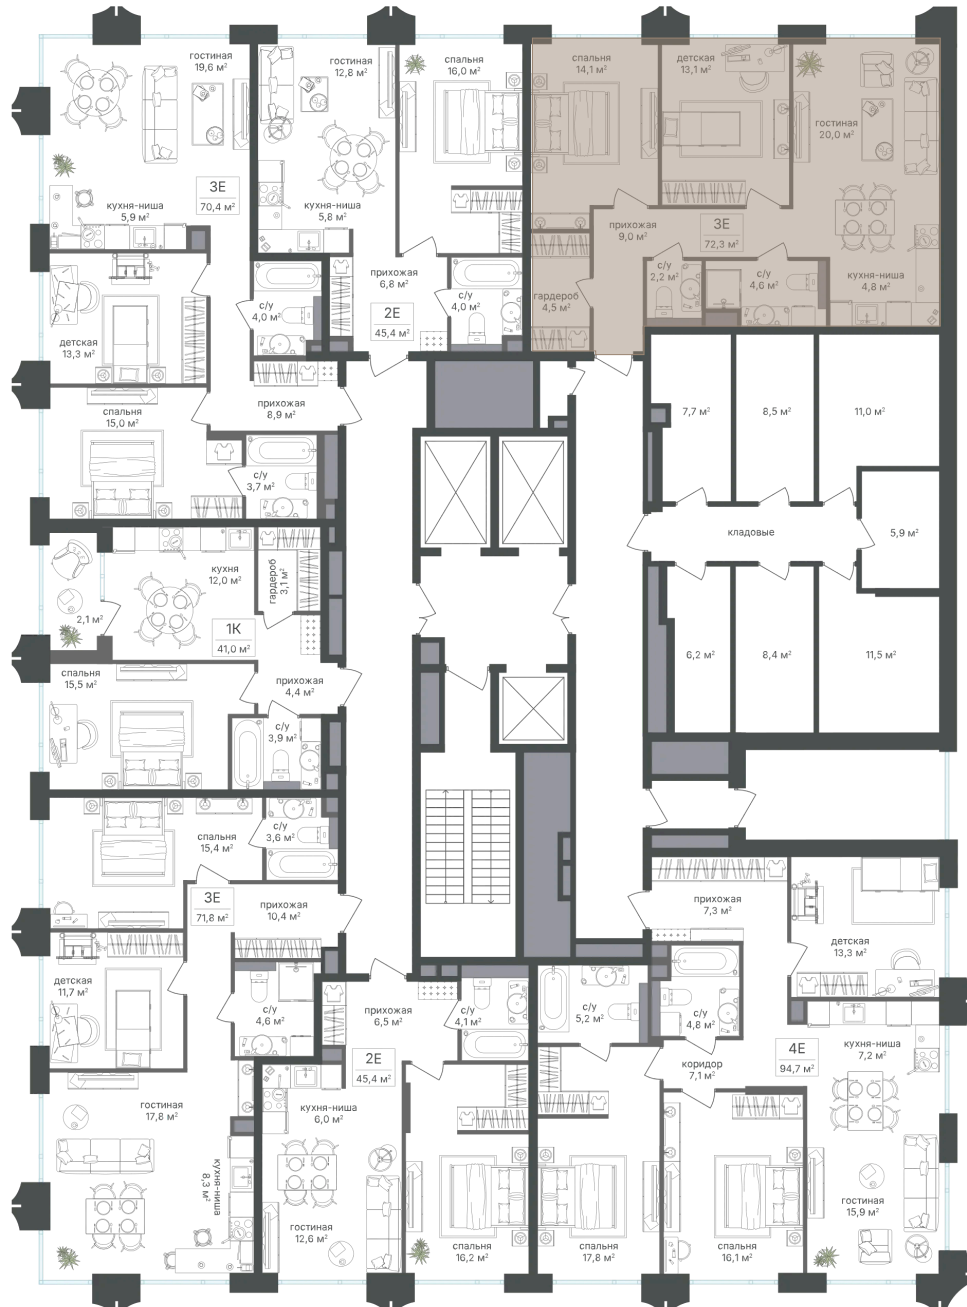 гостиная
19,6 м²
кухня-ниша
5,9 м²
3Е
70,4 м²
детская
13,3 м²
спальня
15,0 м²
прихожая
8,9 м²
с/у
4,0 м²
с/у
3,7 м²
гостиная
12,8 м²
спальня
16,0 м²
кухня-ниша
5,8 м²
прихожая
6,8 м²
2Е
45,4 м²
с/у
4,0 м²
спальня
14,1 м²
детская
13,1 м²
гостиная
20,0 м²
прихожая
9,0 м²
3Е
72,3 м²
с/у
2,2 м²
с/у
4,6 м²
кухня-ниша
4,8 м²
гардероб
4,5 м²
7,7 м²
8,5 м²
11,0 м²
кладовые
5,9 м²
6,2 м²
8,4 м²
11,5 м²
кухня
12,0 м²
гардероб
3,1 м²
2,1 м²
1К
41,0 м²
спальня
15,5 м²
прихожая
4,4 м²
с/у
3,9 м²
спальня
15,4 м²
с/у
3,6 м²
3Е
71,8 м²
прихожая
10,4 м²
детская
11,7 м²
с/у
4,6 м²
гостиная
17,8 м²
кухня-ниша
8,3 м²
прихожая
6,5 м²
с/у
4,1 м²
2Е
45,4 м²
кухня-ниша
6,0 м²
гостиная
12,6 м²
спальня
16,2 м²
прихожая
7,3 м²
детская
13,3 м²
с/у
5,2 м²
с/у
4,8 м²
коридор
7,1 м²
4Е
94,7 м²
кухня-ниша
7,2 м²
гостиная
15,9 м²
спальня
17,8 м²
спальня
16,1 м²